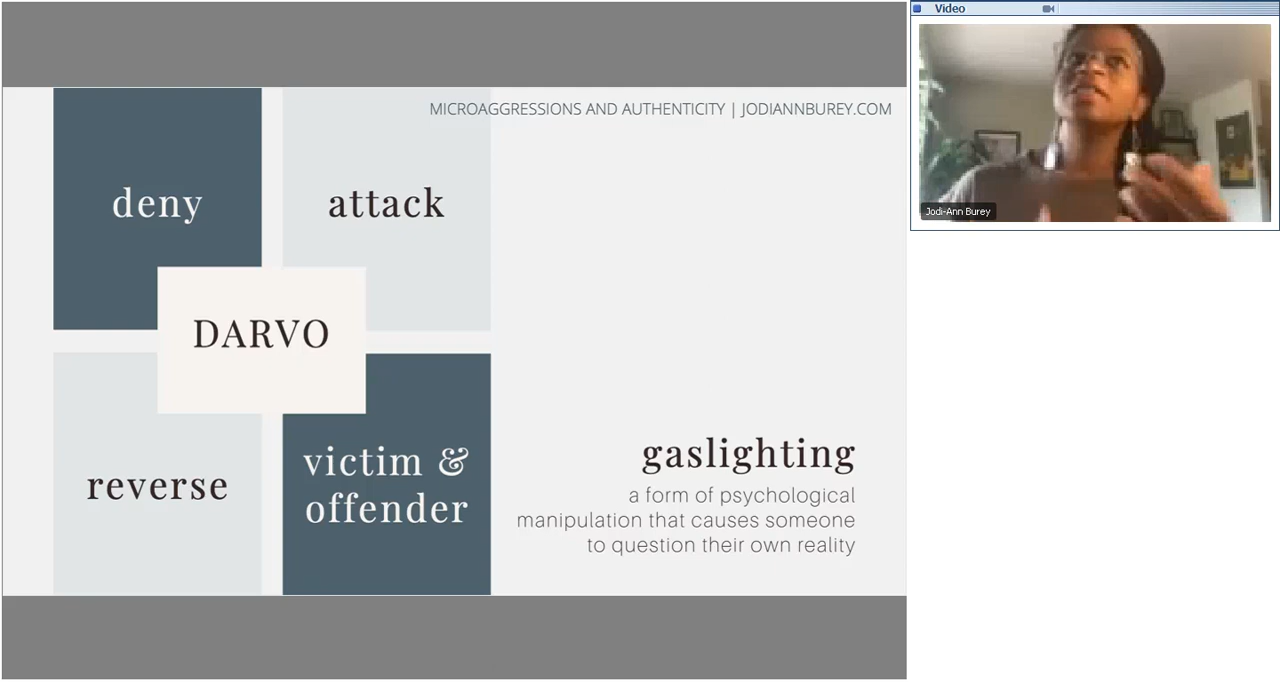 MICROAGGRESSIONS AND AUTHENTICITY | JODIANNBUREY.COM
deny
attack
DARVO
reverse
victim &
offender
gaslighting
a form of psychological
manipulation that causes someone
to question their own reality
Video
Jodi-Ann Burey